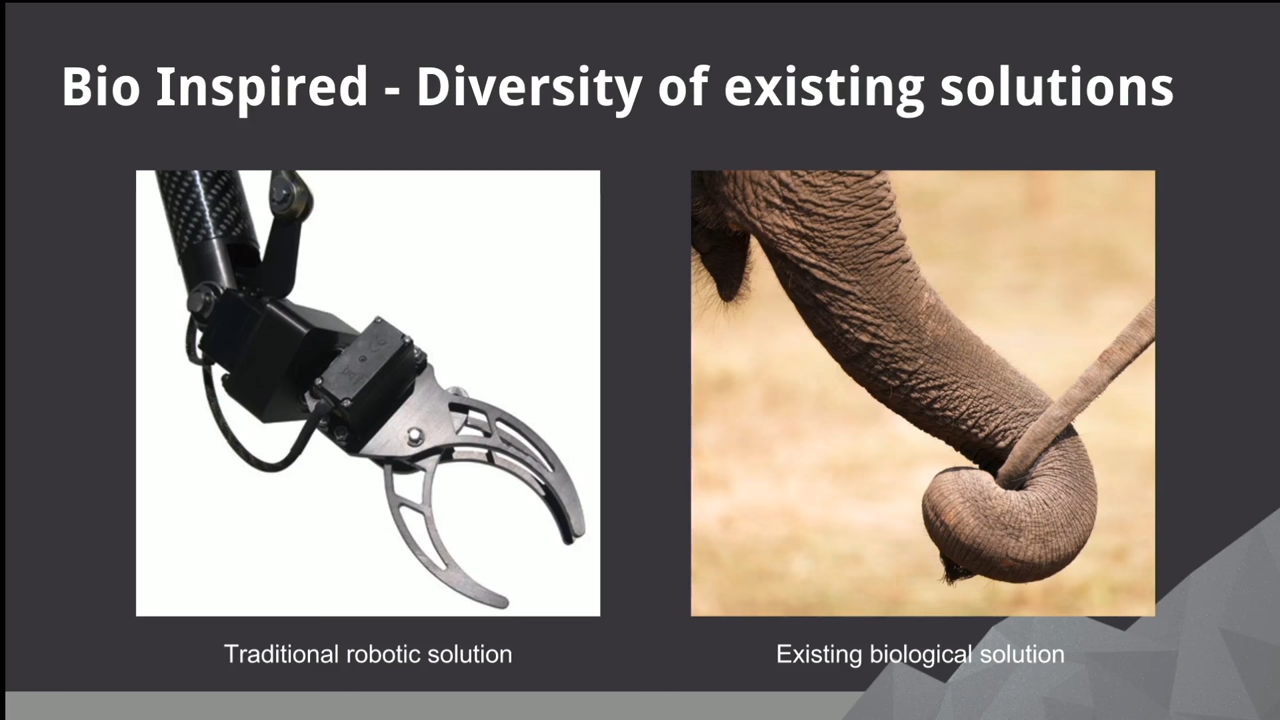 Bio Inspired - Diversity of existing solutions
Traditional robotic solution
Existing biological solution